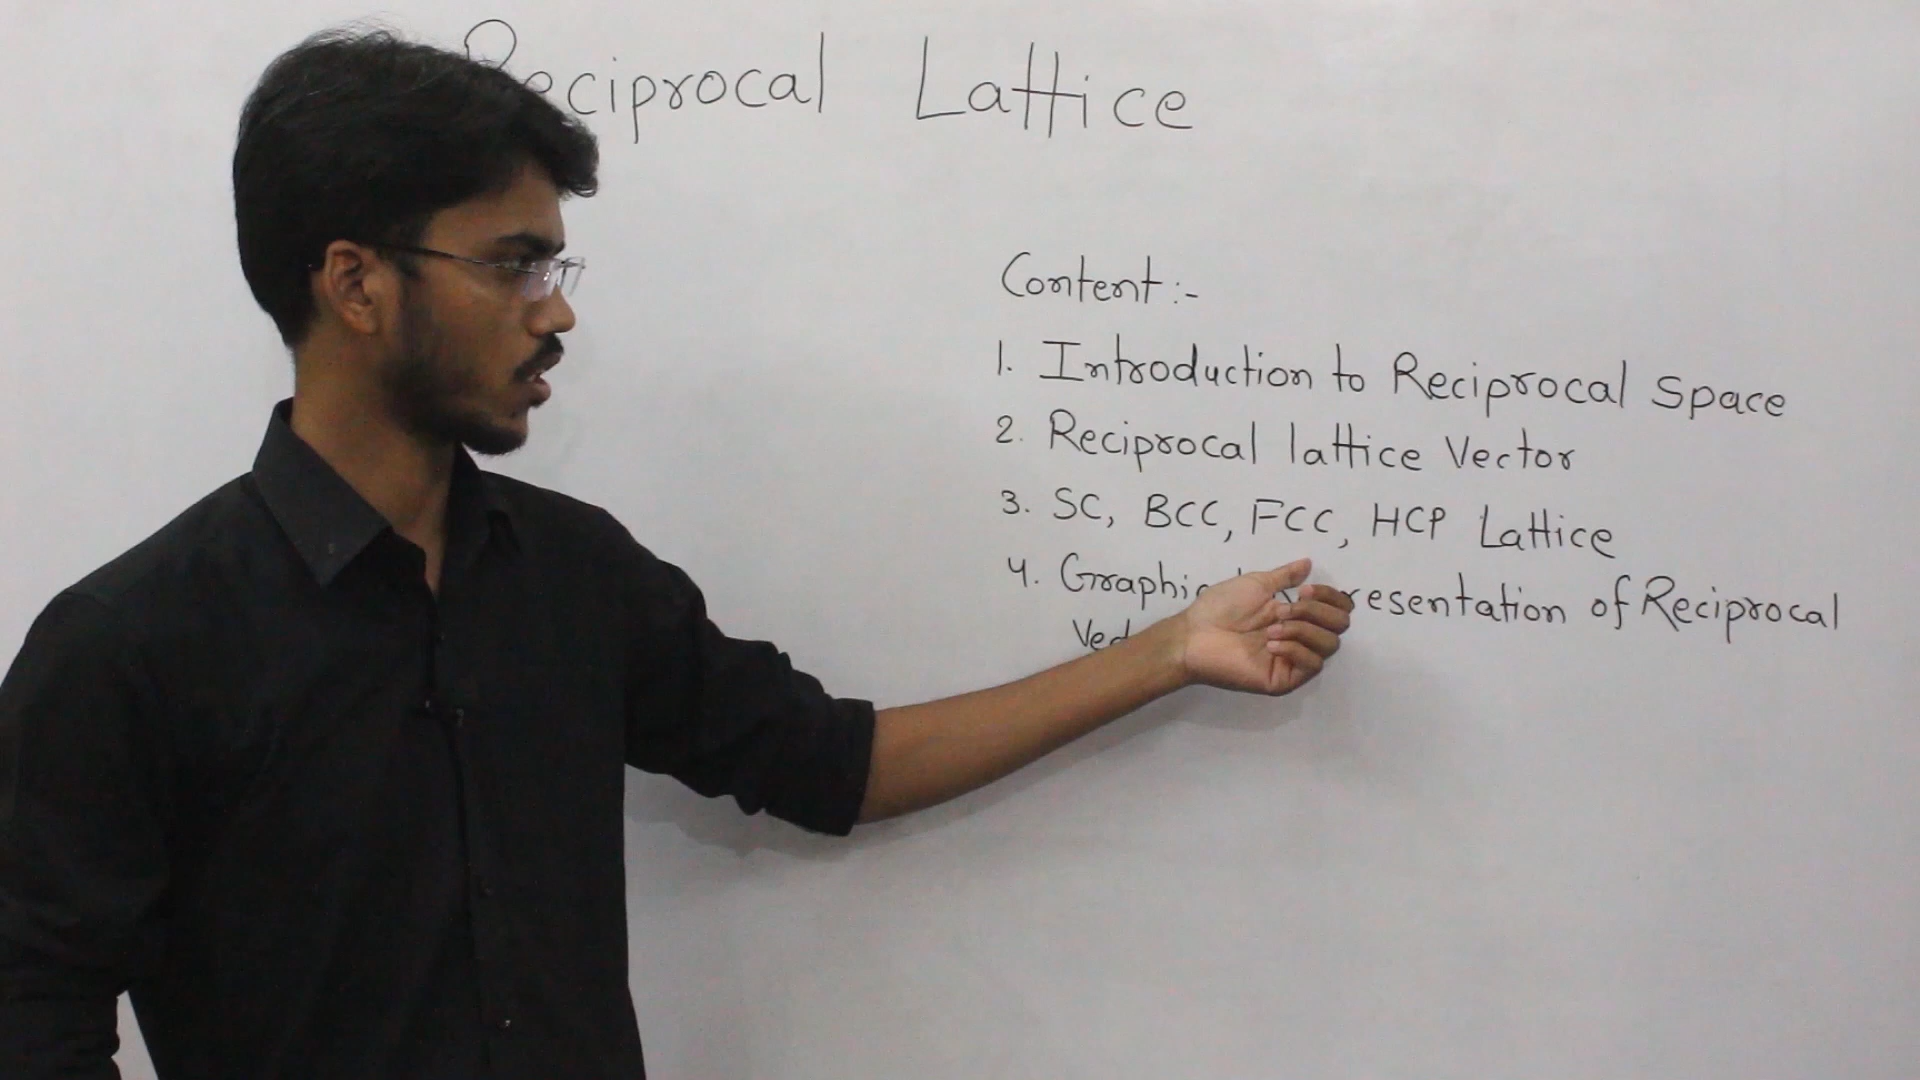 Reciprocal Lattice
Content :-
1. Introduction to Reciprocal Space
2. Reciprocal lattice Vector
3. SC, BCC, FCC, HCP Lattice
4. of Reciprocal